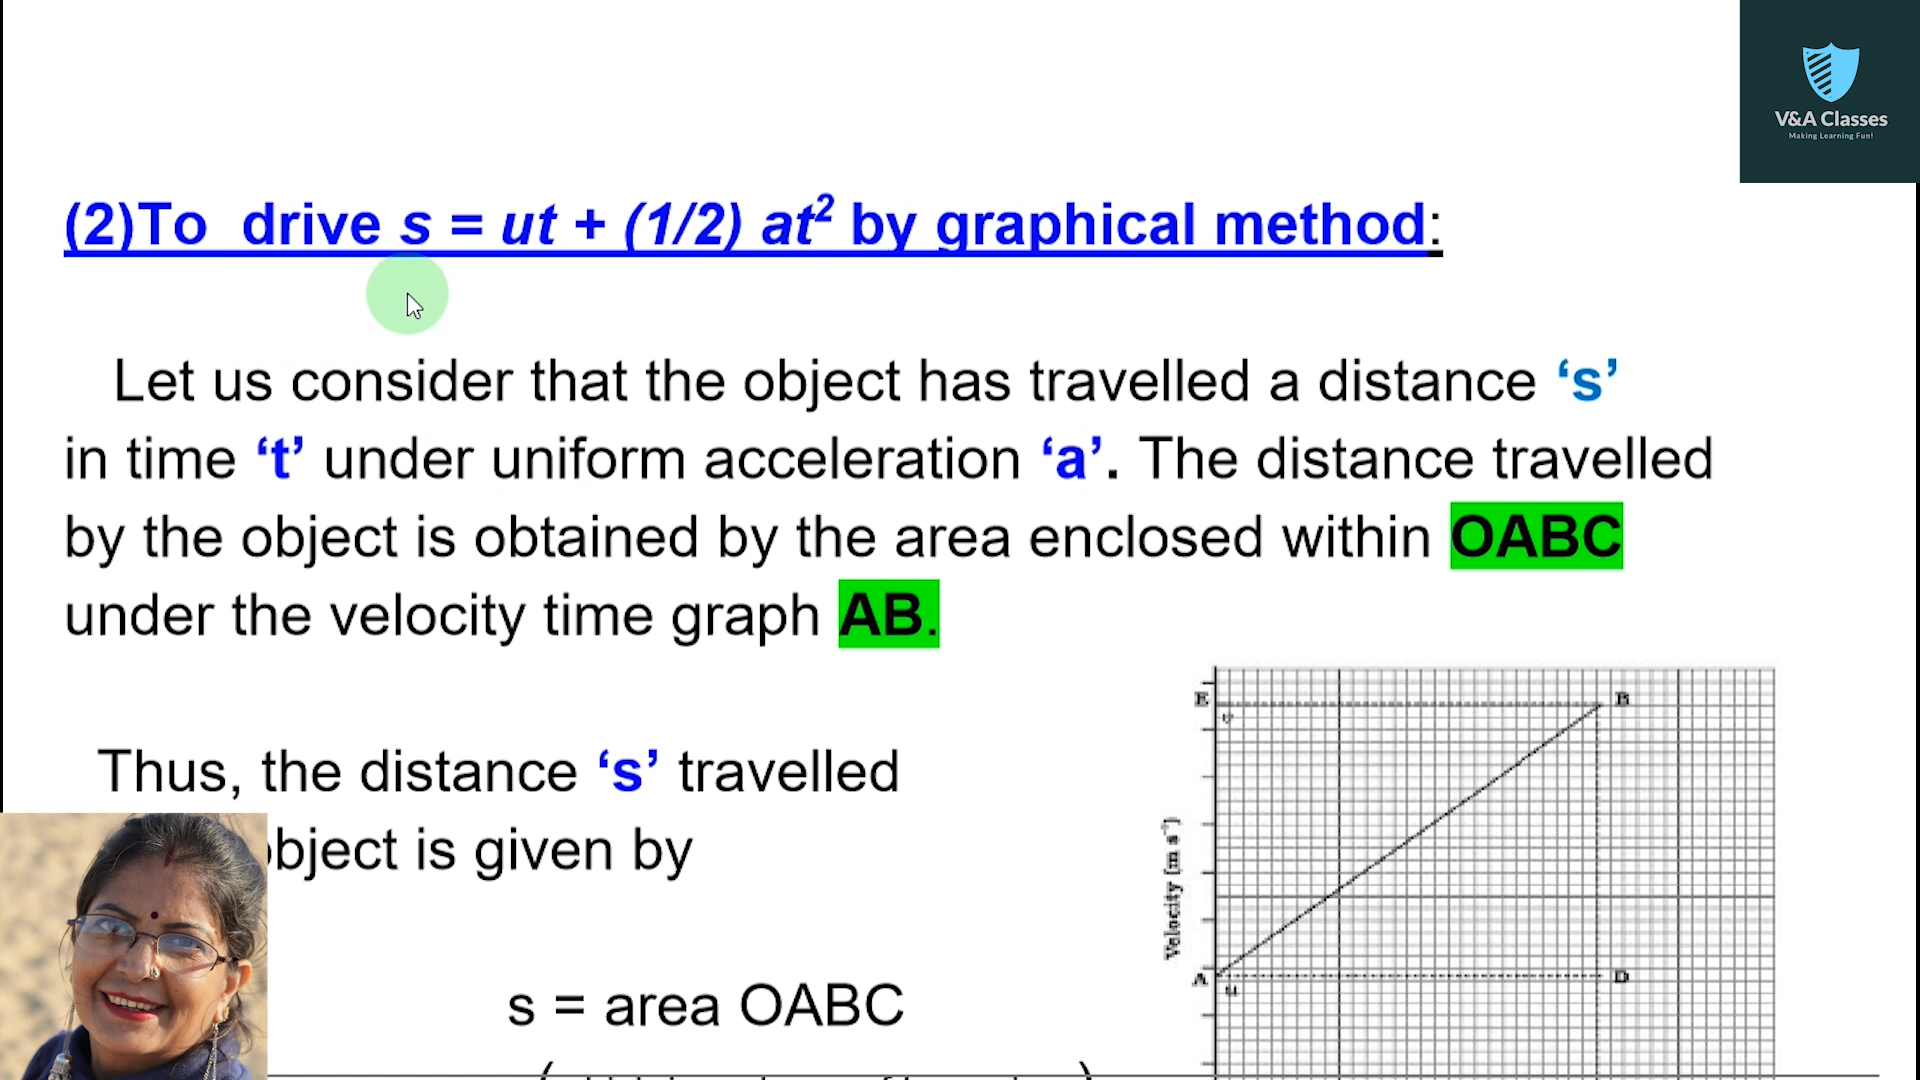 V&A Classes
Making Learning Fun!
(2)To drive s = ut + (1/2) at² by graphical method:
Let us consider that the object has travelled a distance ‘s’
in time ‘t’ under uniform acceleration ‘a’. The distance travelled
by the object is obtained by the area enclosed within OABC
under the velocity time graph AB.
Thus, the distance ‘s’ travelled
bject is given by
s = area OABC
E
B
v
Velocity (m s⁻¹)
A
D
u